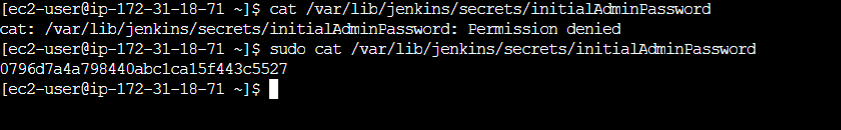 [ec2-user@ip-172-31-18-71 ~]$ cat /var/lib/jenkins/secrets/initialAdminPassword
cat: /var/lib/jenkins/secrets/initialAdminPassword: Permission denied
[ec2-user@ip-172-31-18-71 ~]$ sudo cat /var/lib/jenkins/secrets/initialAdminPassword
0796d7a4a798440abc1ca15f443c5527
[ec2-user@ip-172-31-18-71 ~]$